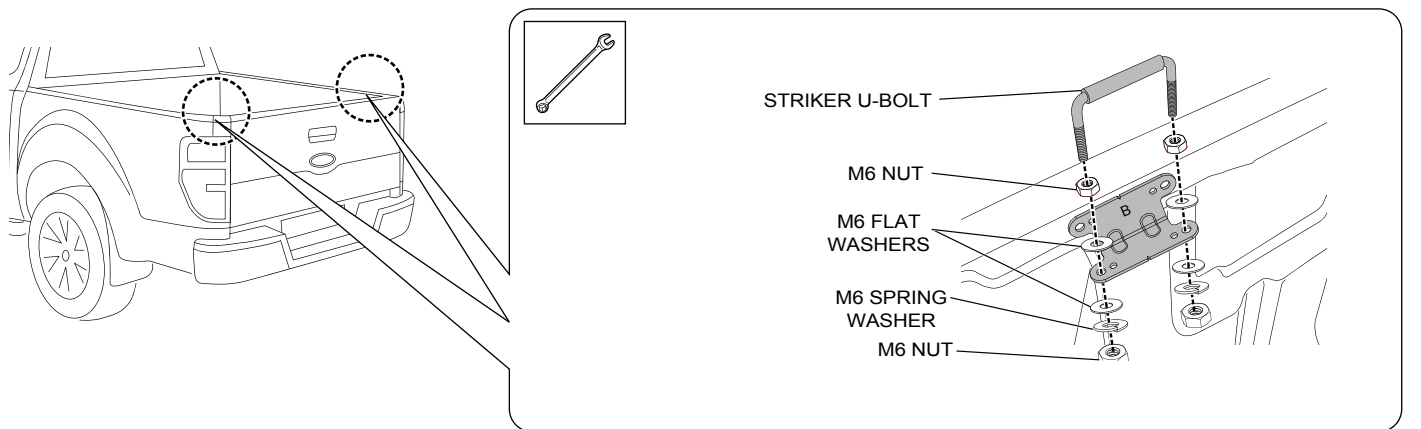 STRIKER U-BOLT
M6 NUT
B
M6 FLAT
WASHERS
M6 SPRING
WASHER
M6 NUT